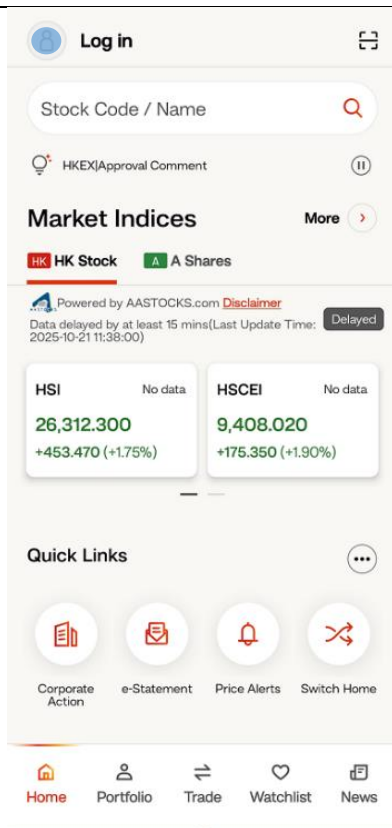 Log in
Stock Code / Name
HKEX|Approval Comment
Market Indices
More
HK HK Stock
A A Shares
Powered by AASTOCKS.com Disclaimer
Data delayed by at least 15 mins(Last Update Time:
2025-10-21 11:38:00)
Delayed
HSI No data
26,312.300
+453.470 (+1.75%)
HSCEI No data
9,408.020
+175.350 (+1.90%)
Quick Links
Corporate
Action
e-Statement
Price Alerts
Switch Home
Home
Portfolio
Trade
Watchlist
News